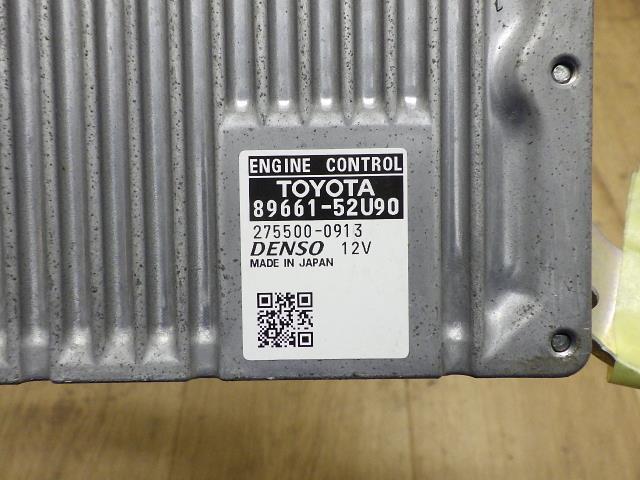 ENGINE CONTROL
TOYOTA
89661-52U90
275500-0913
DENSO 12V
MADE IN JAPAN